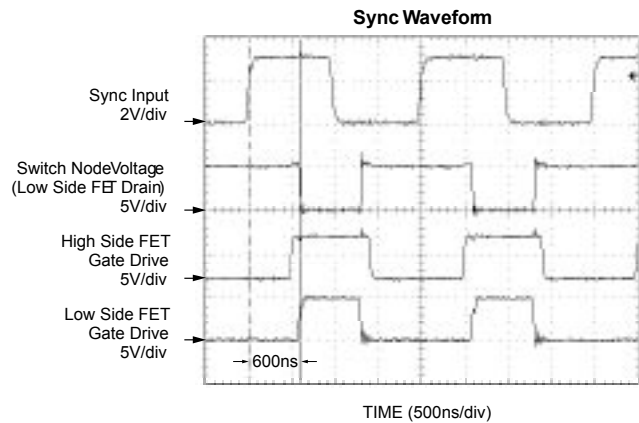 Sync Waveform
Sync Input
2V/div
Switch NodeVoltage
(Low Side FET Drain)
5V/div
High Side FET
Gate Drive
5V/div
Low Side FET
Gate Drive
5V/div
600ns
TIME (500ns/div)